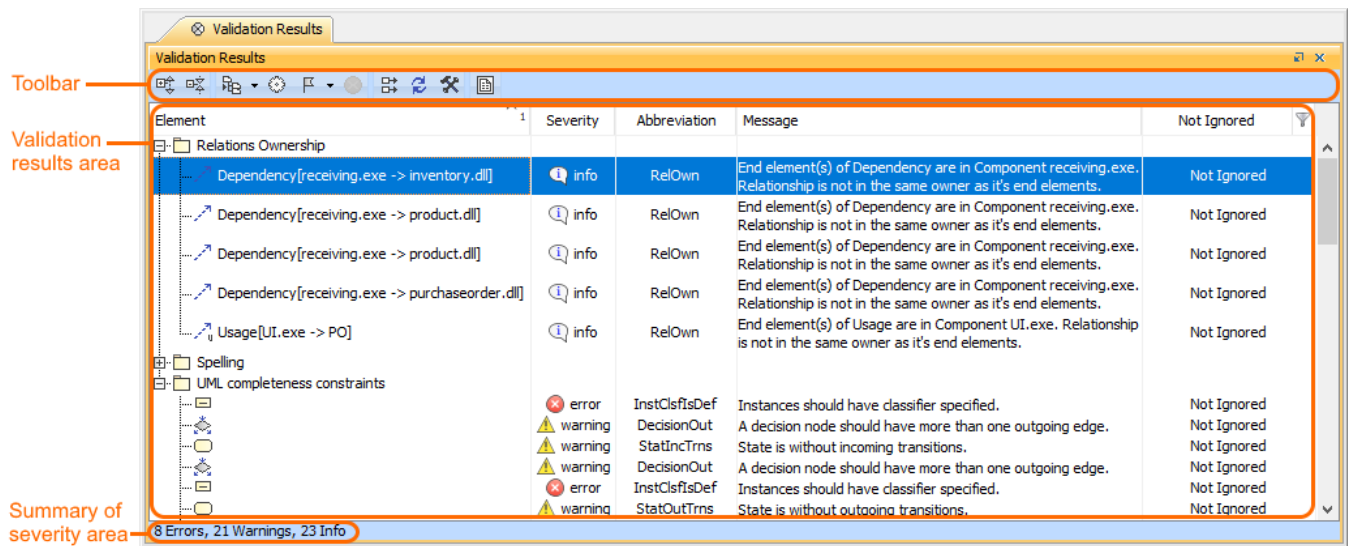 Validation Results
Validation Results
Toolbar
Element 1 Severity Abbreviation Message Not Ignored
Validation
results area
Relations Ownership
Dependency[receiving.exe -> inventory.dll] info RelOwn End element(s) of Dependency are in Component receiving.exe. Not Ignored
Relationship is not in the same owner as it's end elements.
Dependency[receiving.exe -> product.dll] info RelOwn End element(s) of Dependency are in Component receiving.exe. Not Ignored
Relationship is not in the same owner as it's end elements.
Dependency[receiving.exe -> product.dll] info RelOwn End element(s) of Dependency are in Component receiving.exe. Not Ignored
Relationship is not in the same owner as it's end elements.
Dependency[receiving.exe -> purchaseorder.dll] info RelOwn End element(s) of Dependency are in Component receiving.exe. Not Ignored
Relationship is not in the same owner as it's end elements.
Usage[UI.exe -> PO] info RelOwn End element(s) of Usage are in Component UI.exe. Relationship Not Ignored
is not in the same owner as it's end elements.
Spelling
UML completeness constraints
error InstClsfIsDef Instances should have classifier specified. Not Ignored
warning DecisionOut A decision node should have more than one outgoing edge. Not Ignored
warning StatIncTrns State is without incoming transitions. Not Ignored
warning DecisionOut A decision node should have more than one outgoing edge. Not Ignored
error InstClsfIsDef Instances should have classifier specified. Not Ignored
warning StatOutTrns State is without outgoing transitions. Not Ignored
Summary of
severity area
8 Errors, 21 Warnings, 23 Info